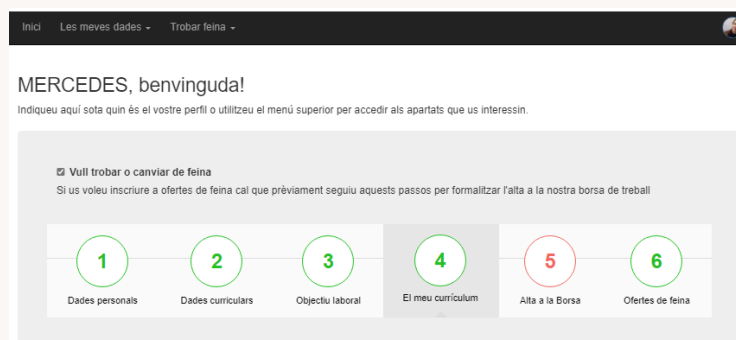 Inici Les meves dades Trobar feina
MERCEDES, benvinguda!
Indiqueu aquí sota quin és el vostre perfil o utilitzeu el menú superior per accedir als apartats que us interessin.
Vull trobar o canviar de feina
Si us voleu inscriure a ofertes de feina cal que prèviament seguiu aquests passos per formalitzar l'alta a la nostra borsa de treball
1 2 3 4 5 6
Dades personals Dades curriculars Objectiu laboral El meu currículum Alta a la Borsa Ofertes de feina